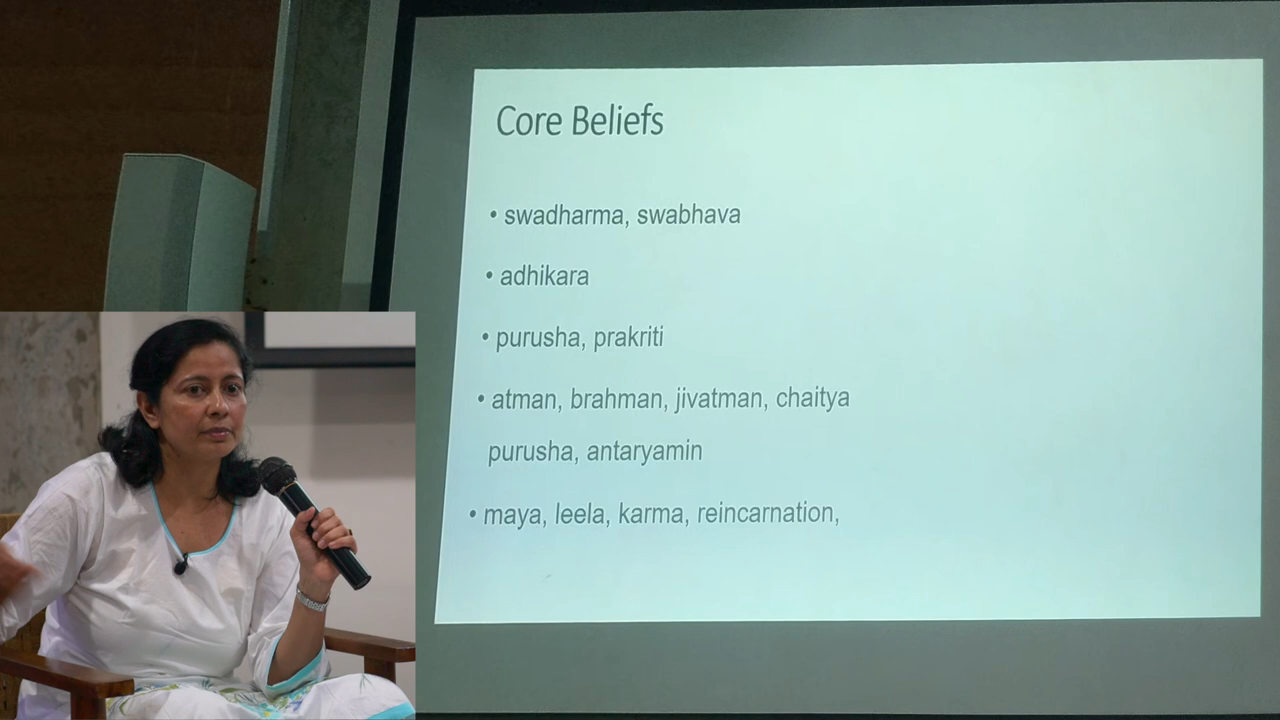 Core Beliefs
• swadharma, swabhava
• adhikara
• purusha, prakriti
• atman, brahman, jivatman, chaitya
purusha, antaryamin
• maya, leela, karma, reincarnation,